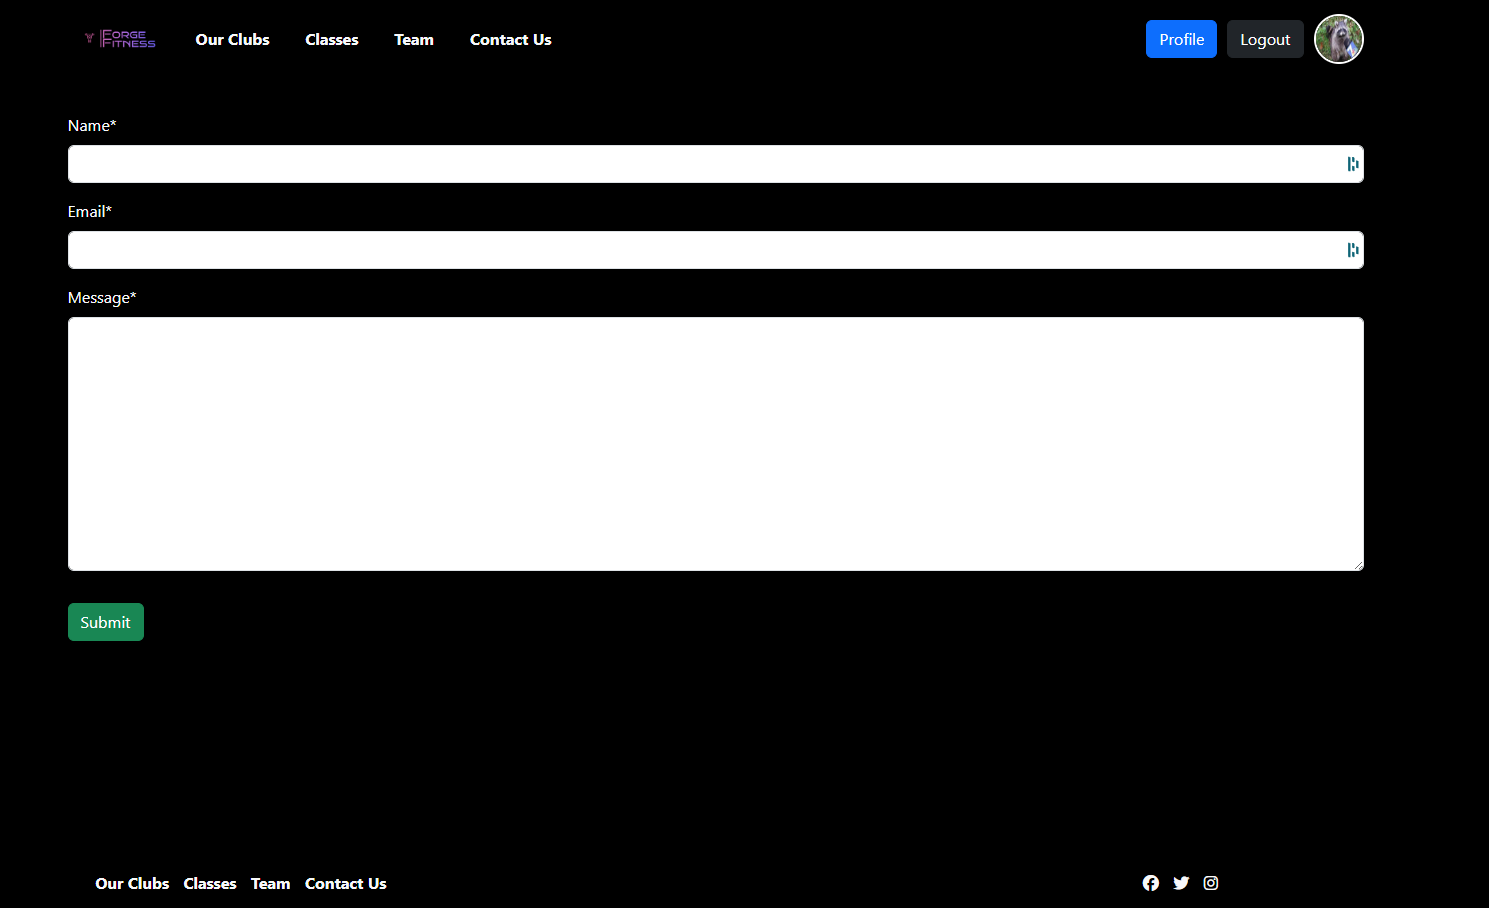 FORGE
FITNESS
Our Clubs Classes Team Contact Us
Profile Logout
Name*
Email*
Message*
Submit
Our Clubs Classes Team Contact Us